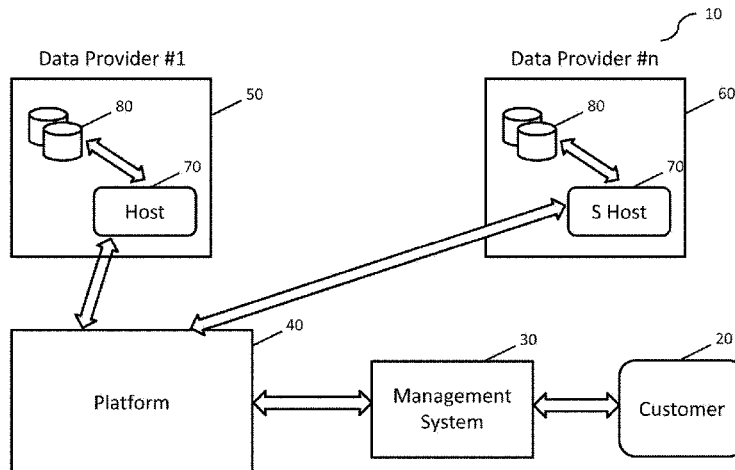 10
Data Provider #1
Data Provider #n
50
60
80
80
70
70
Host
S Host
40
30
20
Platform
Management
System
Customer